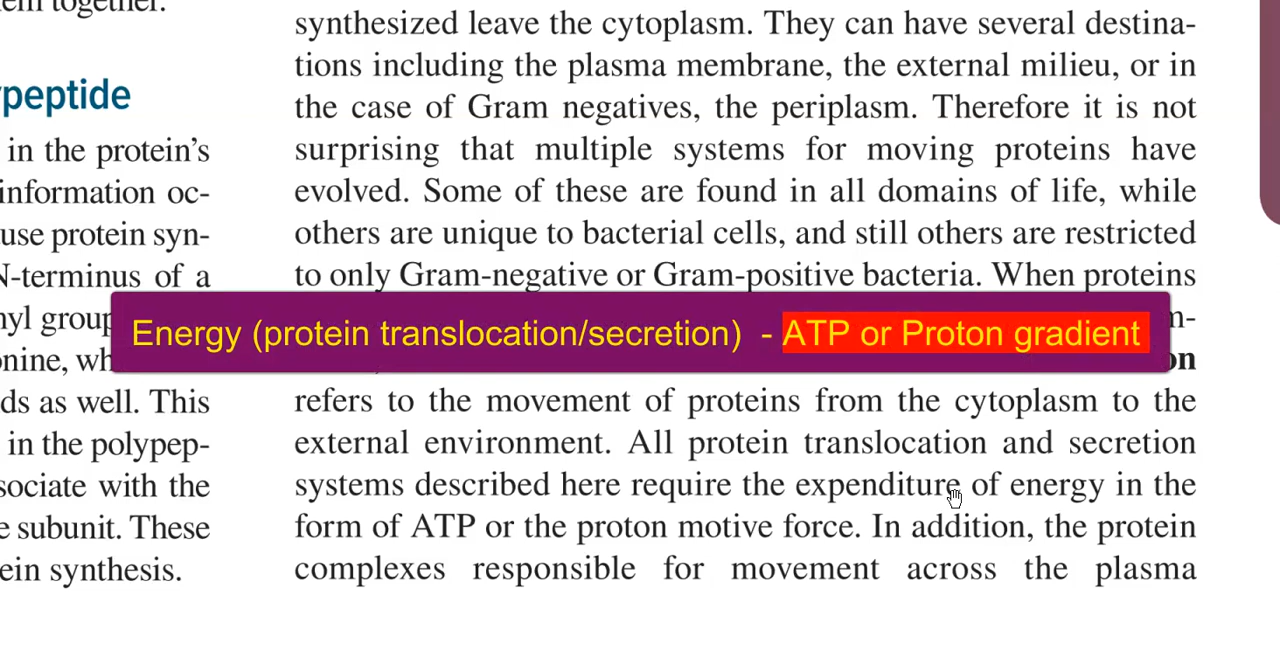 em together.
peptide
in the protein's
information oc-
use protein syn-
N-terminus of a
nyl group
onine, wh
ds as well. This
in the polypep-
sociate with the
e subunit. These
ein synthesis.
synthesized leave the cytoplasm. They can have several destina-
tions including the plasma membrane, the external milieu, or in
the case of Gram negatives, the periplasm. Therefore it is not
surprising that multiple systems for moving proteins have
evolved. Some of these are found in all domains of life, while
others are unique to bacterial cells, and still others are restricted
to only Gram-negative or Gram-positive bacteria. When proteins
Energy (protein translocation/secretion) - ATP or Proton gradient
m-
on
refers to the movement of proteins from the cytoplasm to the
external environment. All protein translocation and secretion
systems described here require the expenditure of energy in the
form of ATP or the proton motive force. In addition, the protein
complexes responsible for movement across the plasma